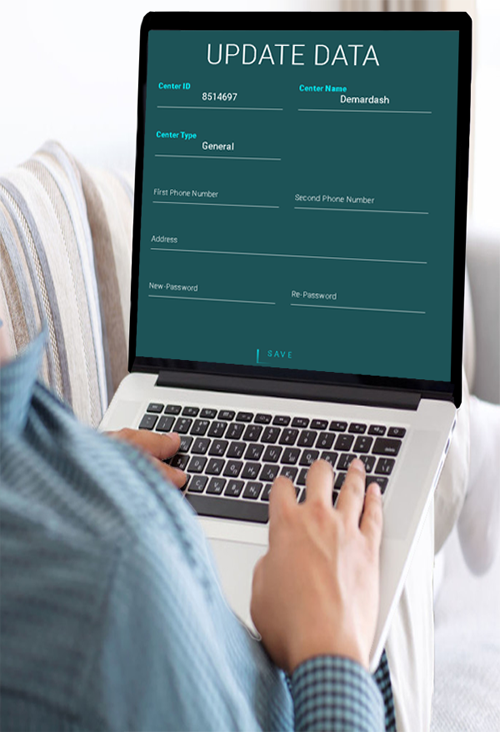 UPDATE DATA
Center ID
8514697
Center Name
Demardash
Center Type
General
First Phone Number
Second Phone Number
Address
New-Password
Re-Password
SAVE